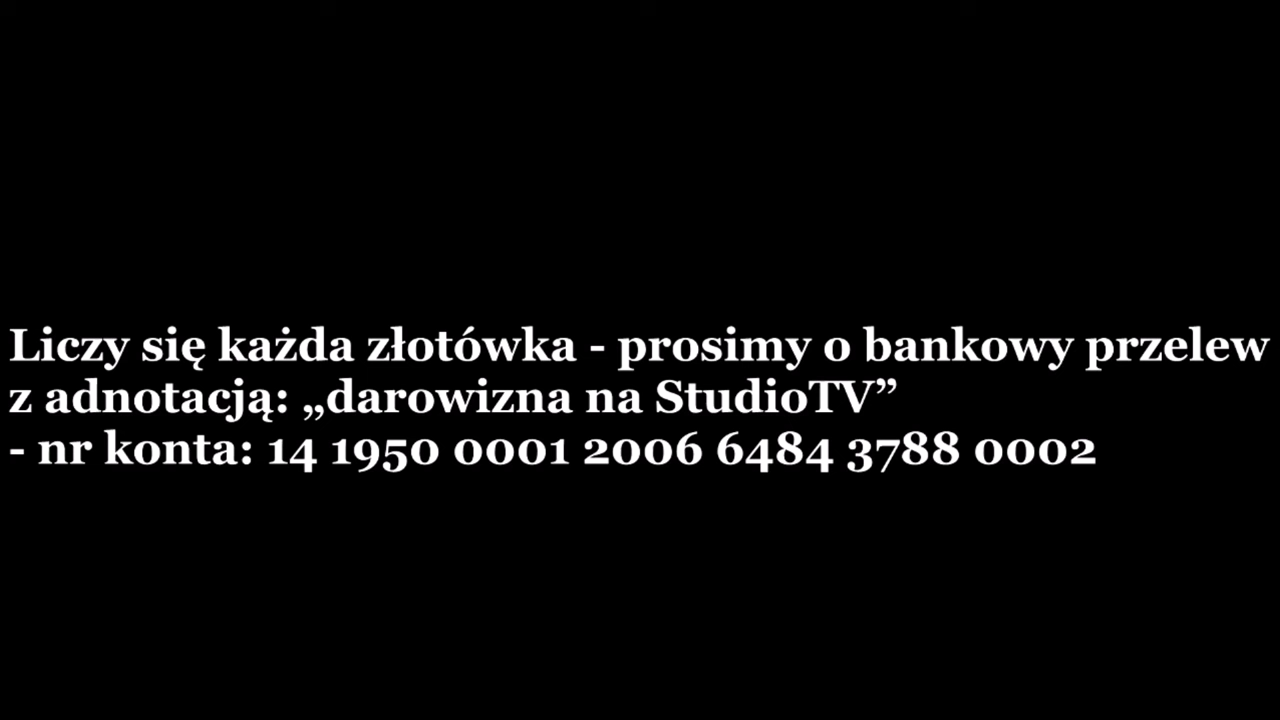 Liczy się każda złotówka - prosimy o bankowy przelew
z adnotacją: „darowizna na StudioTV”
- nr konta: 14 1950 0001 2006 6484 3788 0002